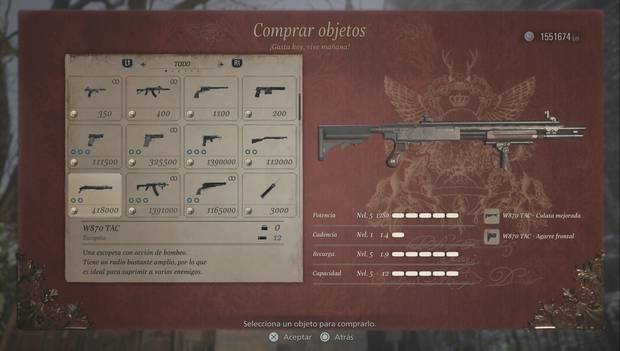 Comprar objetos
¡Gasta hoy, vive mañana!
1551674 Lei
L1 TODO R1
350 400 1100 200
111500 325500 1390000 112000
418000 1391000 1165000 3000
W870 TAC 0
Escopeta 12
Una escopeta con acción de bombeo.
Tiene un radio bastante amplio, por lo que
es ideal para suprimir a varios enemigos.
Potencia Nvl. 5 1280
Cadencia Nvl. 1 1.4
Recarga Nvl. 5 1.9
Capacidad Nvl. 5 12
W870 TAC - Culata mejorada
W870 TAC - Agarre frontal
Selecciona un objeto para comprarlo.
Aceptar Atrás